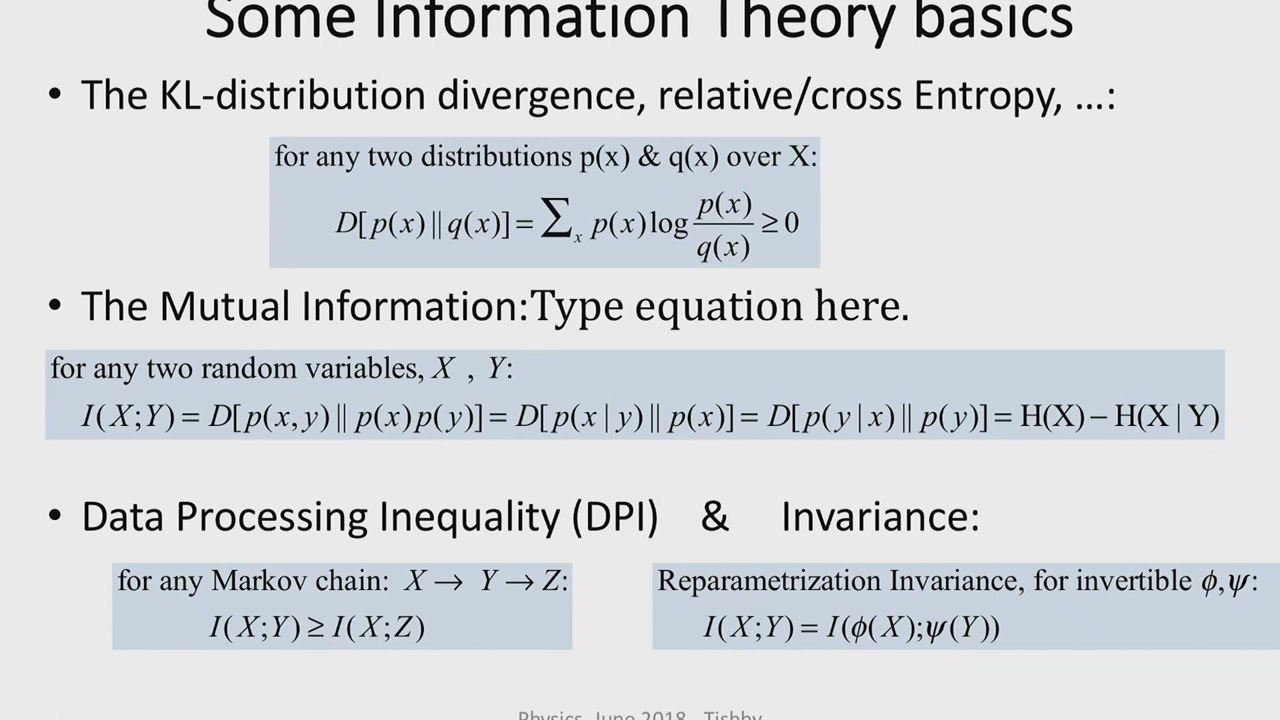 Some Information Theory basics
• The KL-distribution divergence, relative/cross Entropy, …:
for any two distributions p(x) & q(x) over X:
D[p(x) || q(x)] = ∑ₓ p(x) log p(x)/q(x) ≥ 0
• The Mutual Information:Type equation here.
for any two random variables, X , Y:
I(X;Y) = D[p(x,y) || p(x)p(y)] = D[p(x | y) || p(x)] = D[p(y | x) || p(y)] = H(X) − H(X | Y)
• Data Processing Inequality (DPI) & Invariance:
for any Markov chain: X → Y → Z:
I(X;Y) ≥ I(X;Z)
Reparametrization Invariance, for invertible ϕ,ψ:
I(X;Y) = I(ϕ(X);ψ(Y))
Physics, June 2018 - Tishby